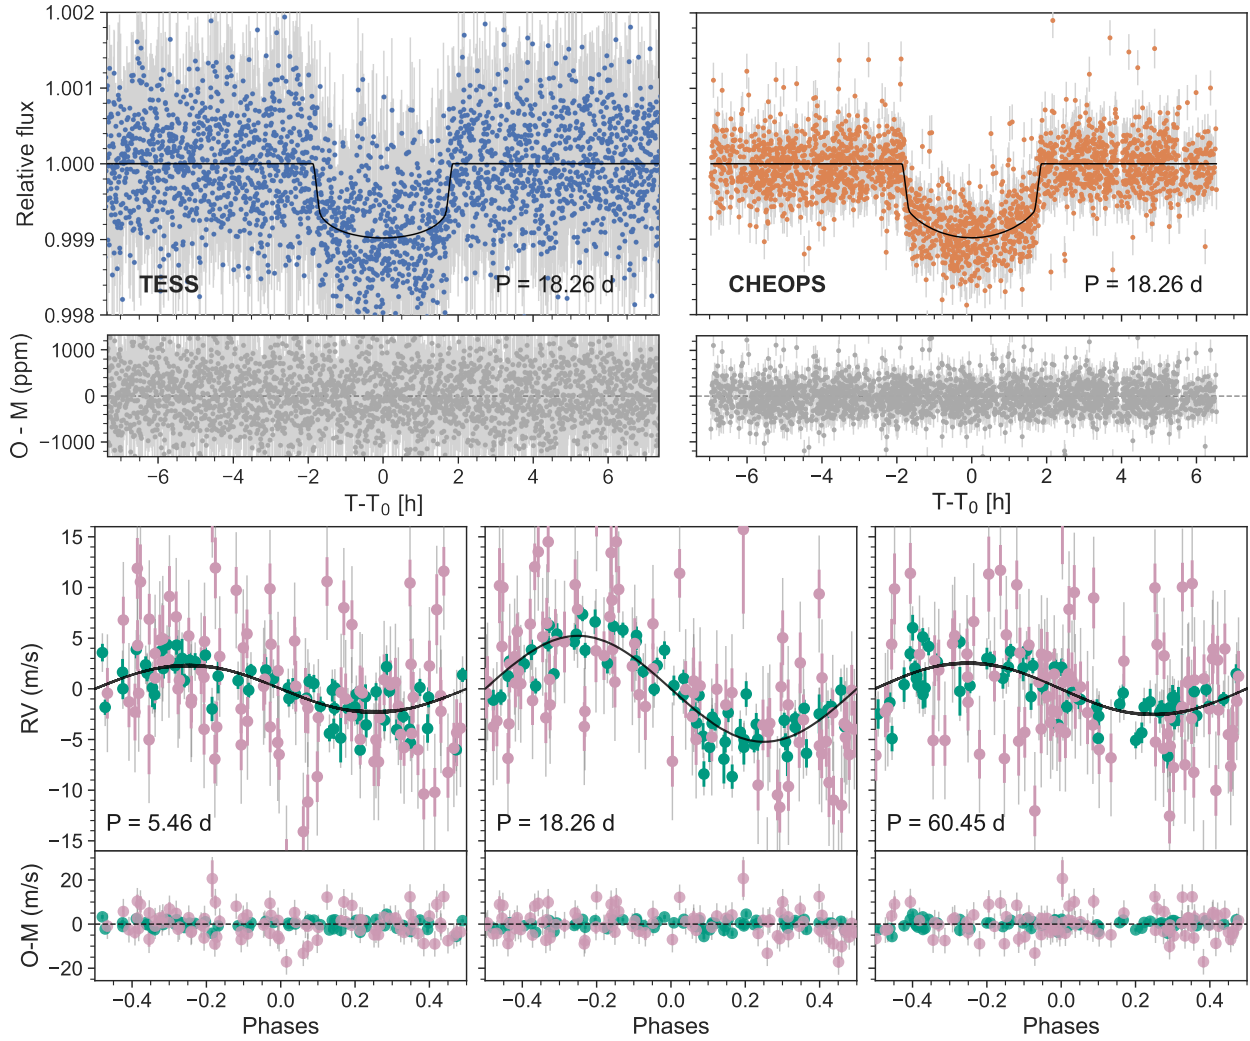 1.002
1.001
1.000
0.999
0.998
Relative flux
TESS
P = 18.26 d
CHEOPS
P = 18.26 d
1000
0
−1000
O - M (ppm)
−6 −4 −2 0 2 4 6
−6 −4 −2 0 2 4 6
T-T0 [h]
T-T0 [h]
15
10
5
0
−5
−10
−15
RV (m/s)
P = 5.46 d
P = 18.26 d
P = 60.45 d
20
0
−20
O-M (m/s)
−0.4 −0.2 0.0 0.2 0.4
−0.4 −0.2 0.0 0.2 0.4
−0.4 −0.2 0.0 0.2 0.4
Phases
Phases
Phases